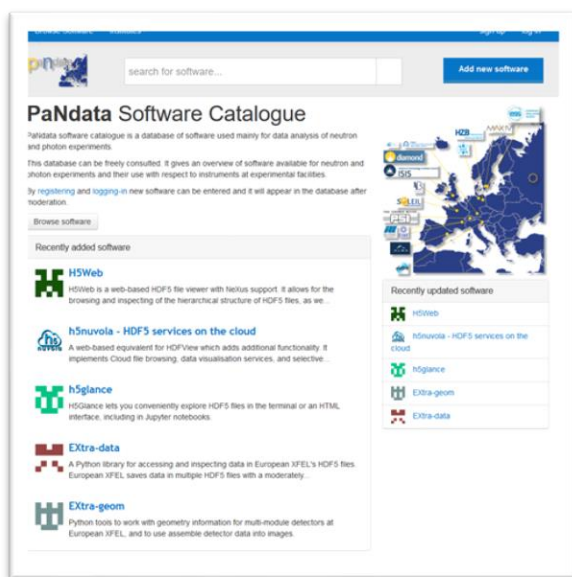 Browse Software Institutes sign up log in
search for software...
Add new software
PaNdata Software Catalogue
PaNdata software catalogue is a database of software used mainly for data analysis of neutron
and photon experiments.
This database can be freely consulted. It gives an overview of software available for neutron and
photon experiments and their use with respect to instruments at experimental facilities.
By registering and logging-in new software can be entered and it will appear in the database after
moderation.
Browse software
HZB
MAXIV
diamond
ISIS
SOLEIL
Recently added software
H5Web
H5Web is a web-based HDF5 file viewer with NeXus support. It allows for the
browsing and inspecting of the hierarchical structure of HDF5 files, as we...
h5nuvola - HDF5 services on the cloud
A web-based equivalent for HDFView which adds additional functionality. It
implements Cloud file browsing, data visualisation services, and selective...
h5glance
H5Glance lets you conveniently explore HDF5 files in the terminal or an HTML
interface, including in Jupyter notebooks.
EXtra-data
A Python library for accessing and inspecting data in European XFEL's HDF5 files.
European XFEL saves data in multiple HDF5 files with a moderately...
EXtra-geom
Python tools to work with geometry information for multi-module detectors at
European XFEL, and to use assemble detector data into images.
Recently updated software
H5Web
h5nuvola - HDF5 services on the
cloud
h5glance
EXtra-geom
EXtra-data